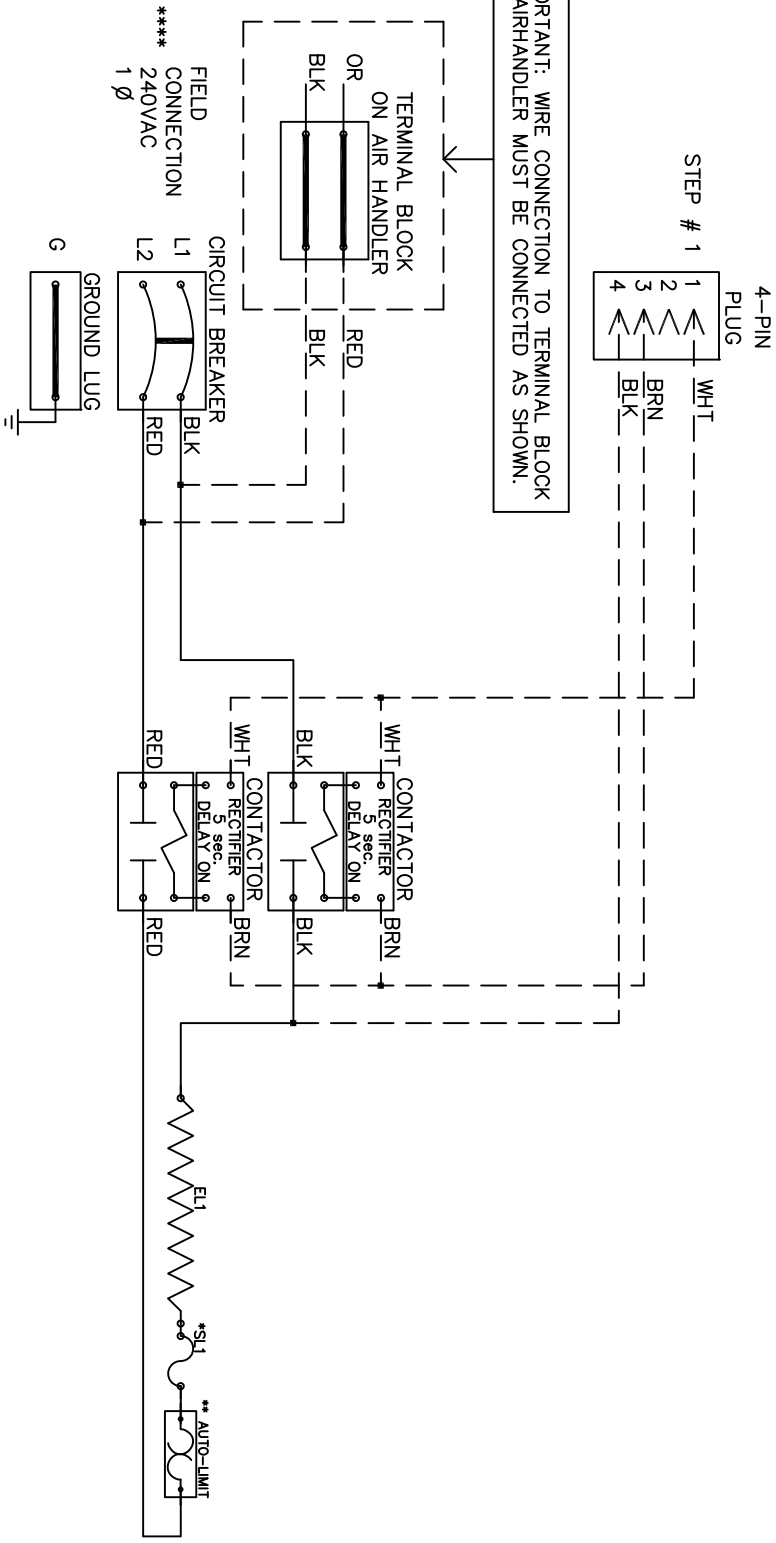 4-PIN
PLUG
STEP # 1
1
2
3
4
WHT
BRN
BLK
ORTANT: WIRE CONNECTION TO TERMINAL BLOCK
AIRHANDLER MUST BE CONNECTED AS SHOWN.
TERMINAL BLOCK
ON AIR HANDLER
OR
BLK
RED
BLK
****
FIELD
CONNECTION
240VAC
1 Ø
CIRCUIT BREAKER
L1
L2
BLK
RED
GROUND LUG
G
CONTACTOR
WHT
RECTIFIER
5 sec.
DELAY ON
BRN
BLK
BLK
CONTACTOR
WHT
RECTIFIER
5 sec.
DELAY ON
BRN
RED
RED
EL1
*SL1
** AUTO-LIMIT